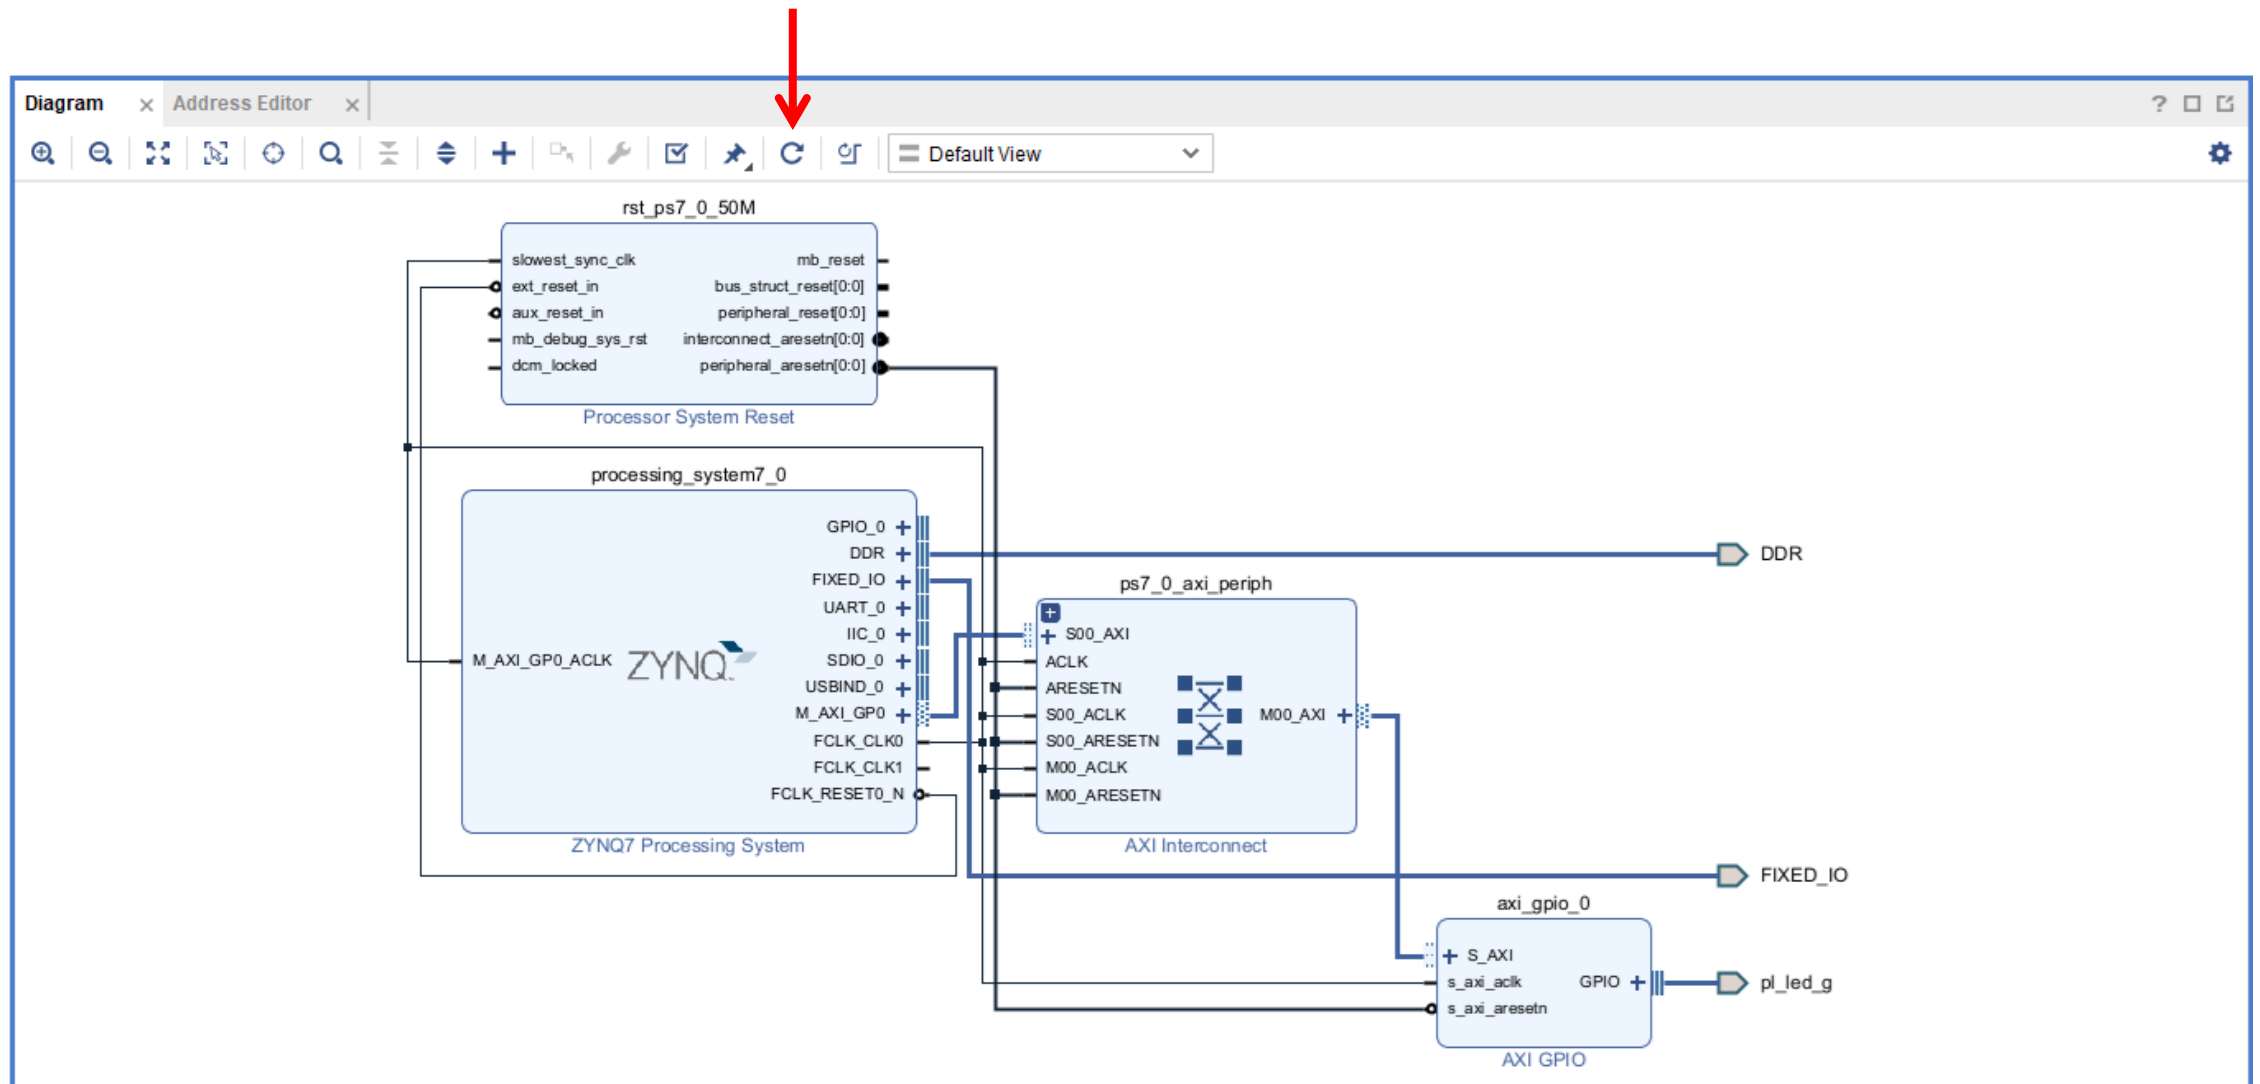 Diagram
Address Editor
?
Default View
rst_ps7_0_50M
slowest_sync_clk
mb_reset
ext_reset_in
bus_struct_reset[0:0]
aux_reset_in
peripheral_reset[0:0]
mb_debug_sys_rst
interconnect_aresetn[0:0]
dcm_locked
peripheral_aresetn[0:0]
Processor System Reset
processing_system7_0
GPIO_0
DDR
FIXED_IO
UART_0
IIC_0
SDIO_0
USBIND_0
M_AXI_GP0
FCLK_CLK0
FCLK_CLK1
FCLK_RESET0_N
M_AXI_GP0_ACLK
ZYNQ
ZYNQ7 Processing System
ps7_0_axi_periph
S00_AXI
ACLK
ARESETN
S00_ACLK
S00_ARESETN
M00_ACLK
M00_ARESETN
M00_AXI
AXI Interconnect
DDR
FIXED_IO
axi_gpio_0
S_AXI
s_axi_aclk
s_axi_aresetn
GPIO
AXI GPIO
pl_led_g